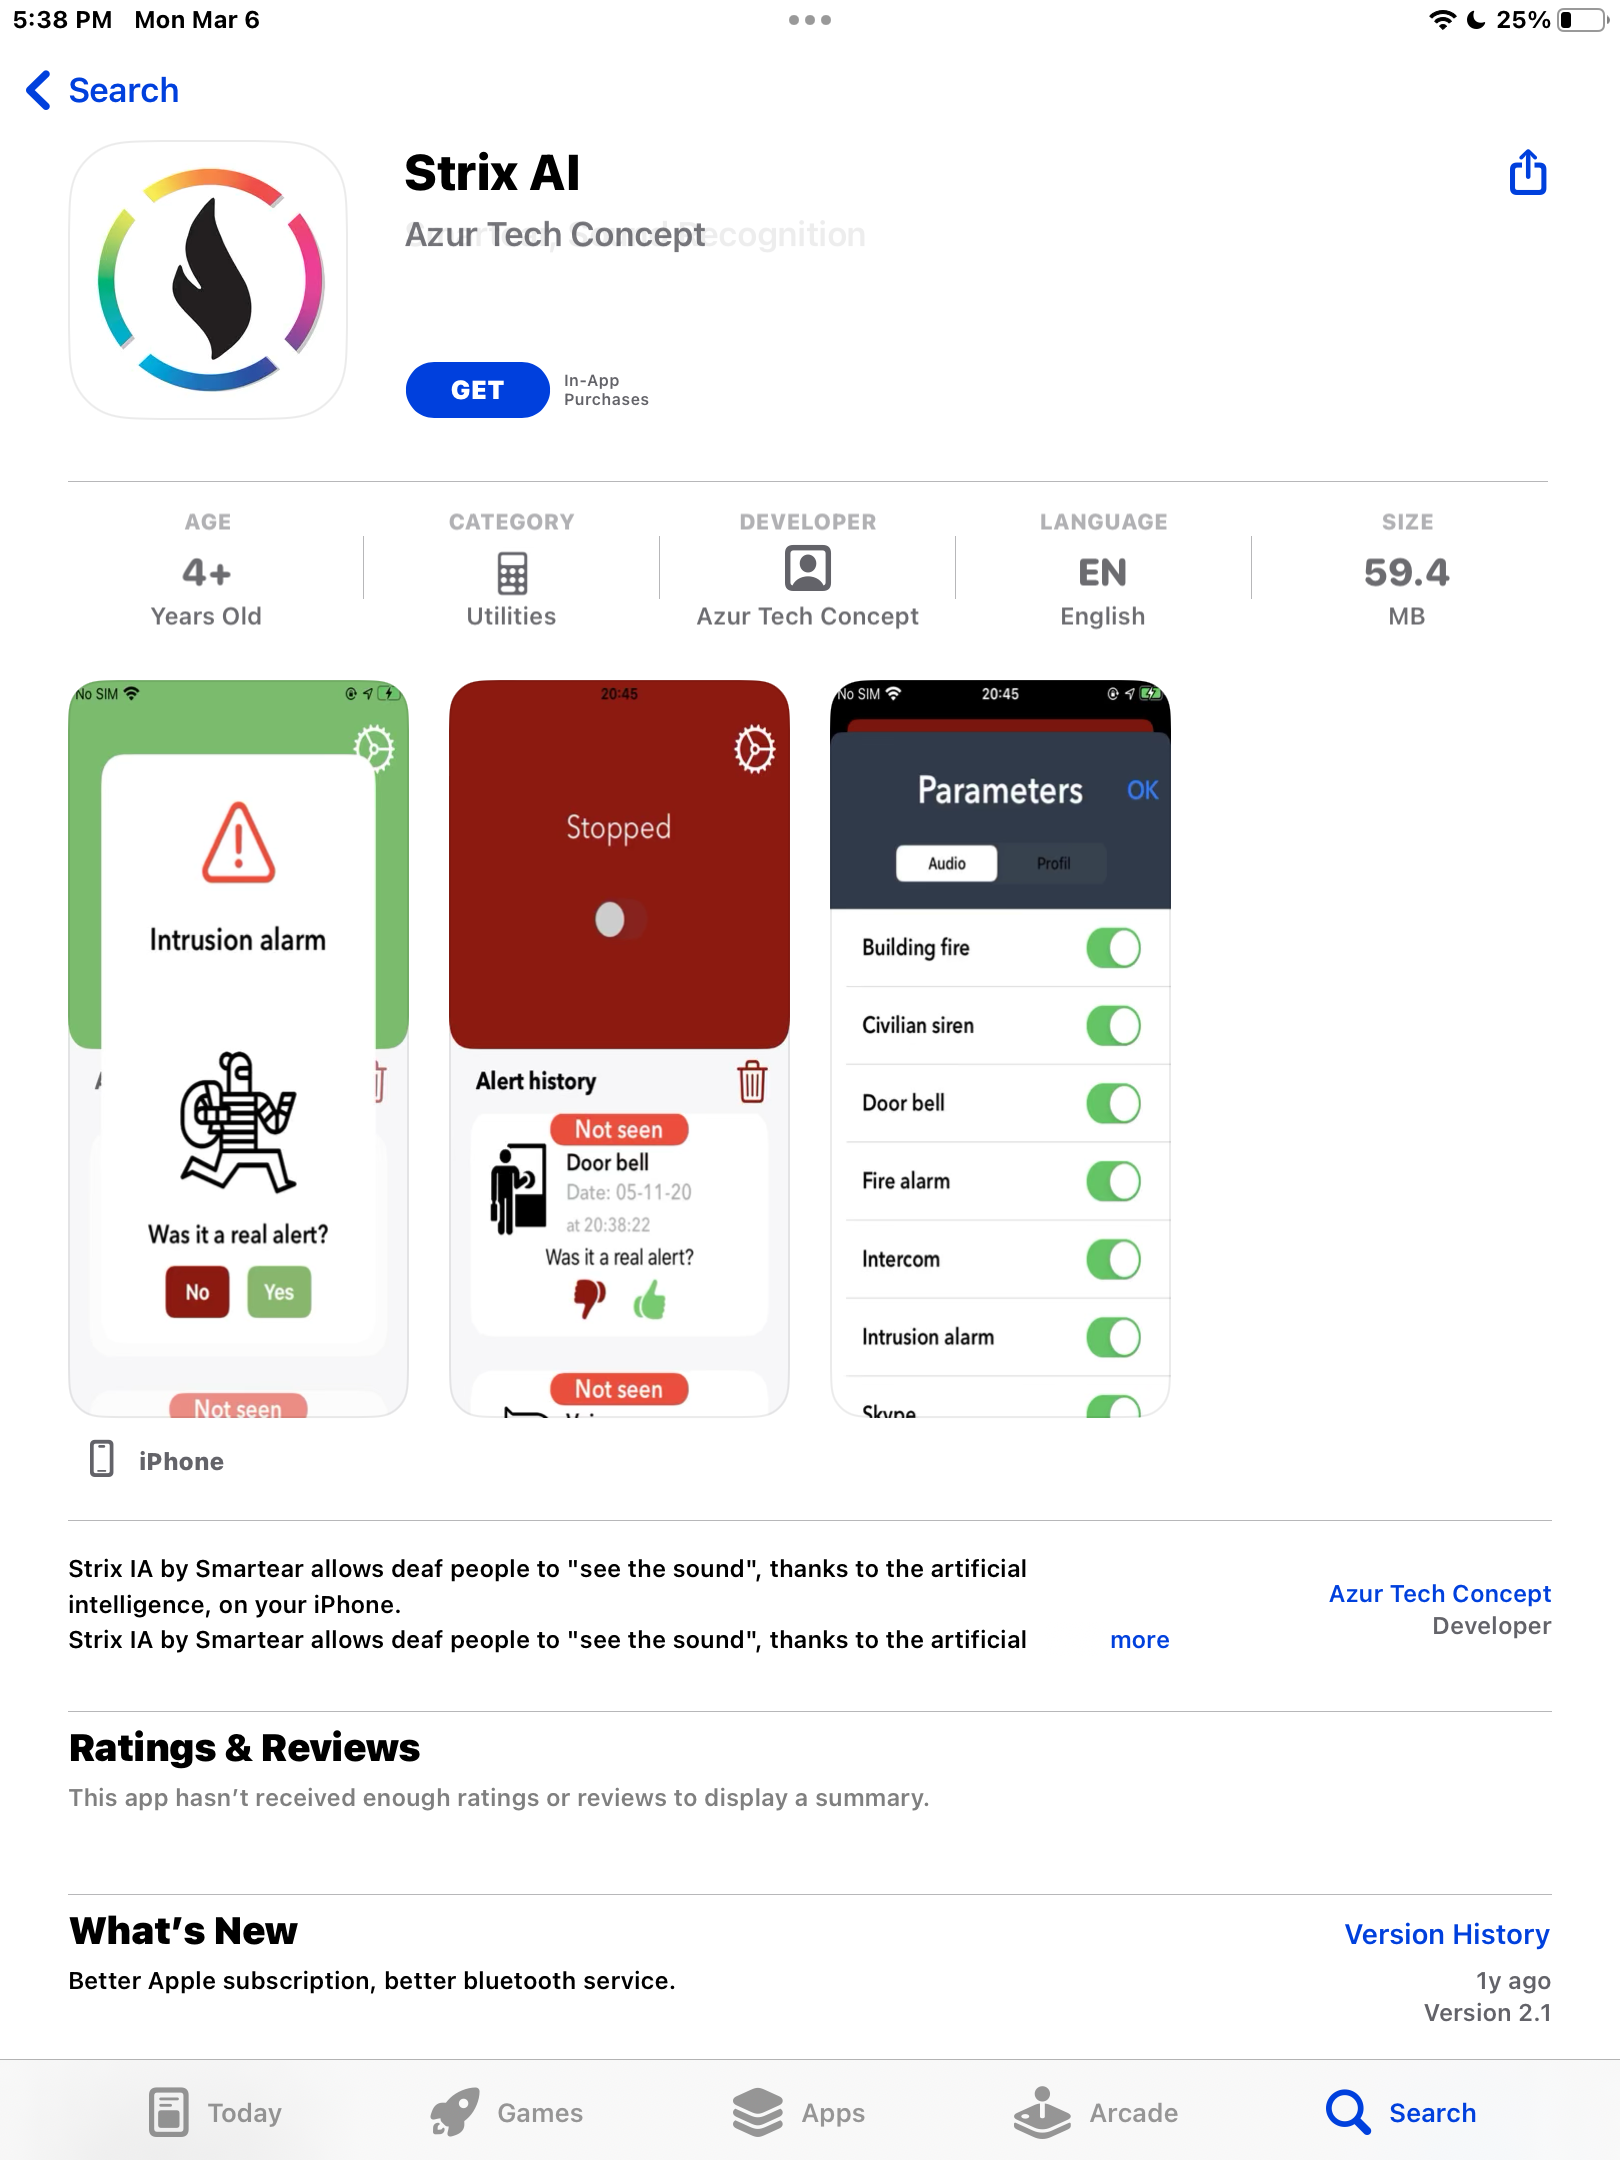 5:38 PM Mon Mar 6
25%
Search
Strix AI
Azur Tech Concept
Recognition
GET
In-App
Purchases
AGE
4+
Years Old
CATEGORY
Utilities
DEVELOPER
Azur Tech Concept
LANGUAGE
EN
English
SIZE
59.4
MB
No SIM
Intrusion alarm
Was it a real alert?
No Yes
Not seen
20:45
Stopped
Alert history
Not seen
Door bell
Date: 05-11-20
at 20:38:22
Was it a real alert?
Not seen
No SIM 20:45
Parameters OK
Audio Profil
Building fire
Civilian siren
Door bell
Fire alarm
Intercom
Intrusion alarm
Skype
iPhone
Strix IA by Smartear allows deaf people to "see the sound", thanks to the artificial
intelligence, on your iPhone.
Strix IA by Smartear allows deaf people to "see the sound", thanks to the artificial more
Azur Tech Concept
Developer
Ratings & Reviews
This app hasn’t received enough ratings or reviews to display a summary.
What’s New
Version History
Better Apple subscription, better bluetooth service.
1y ago
Version 2.1
Today Games Apps Arcade Search